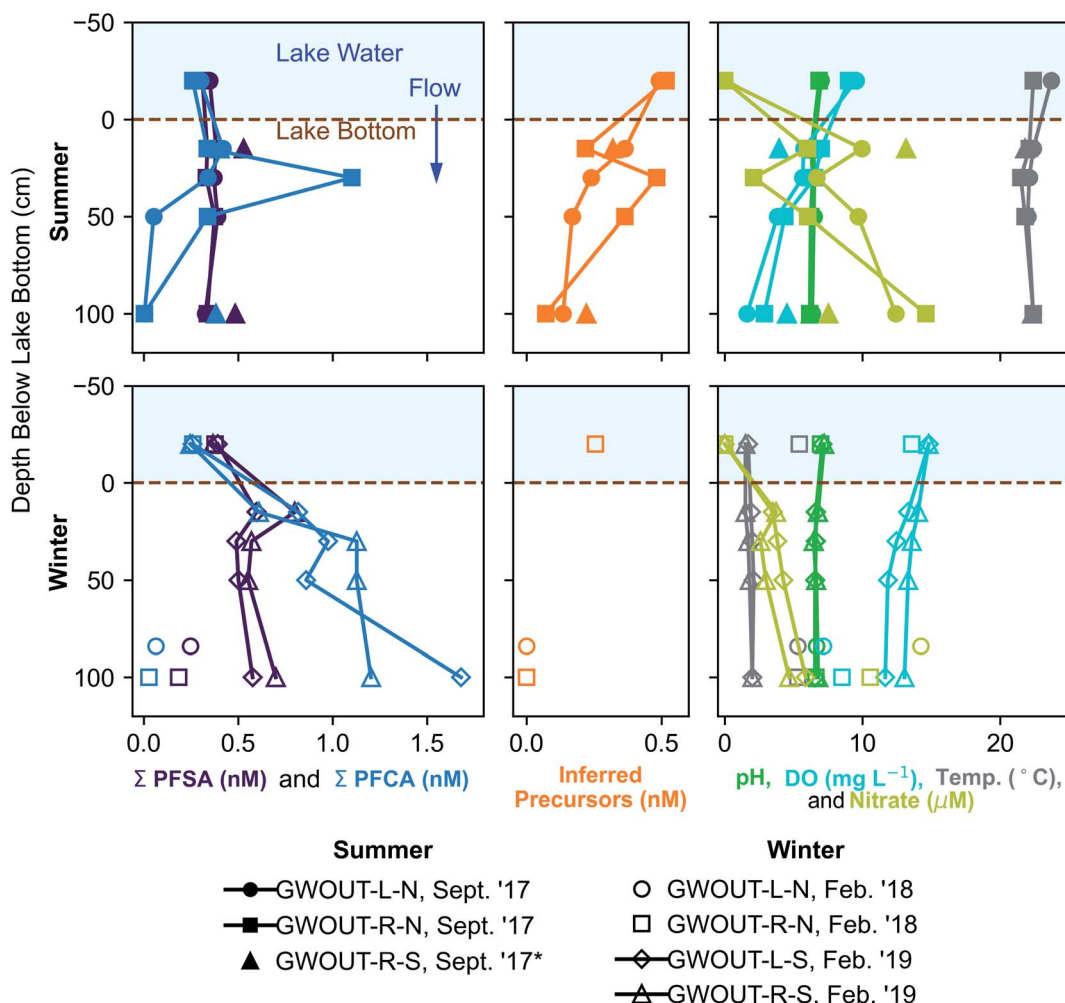 −50
Lake Water
Flow
0
Lake Bottom
50
100
Summer
Depth Below Lake Bottom (cm)
−50
0
50
100
Winter
0.0 0.5 1.0 1.5
0.0 0.5
0 10 20
Σ PFSA (nM) and Σ PFCA (nM)
Inferred
Precursors (nM)
pH, DO (mg L⁻¹), Temp. (°C),
and Nitrate (μM)
Summer
GWOUT-L-N, Sept. '17
GWOUT-R-N, Sept. '17
GWOUT-R-S, Sept. '17*
Winter
GWOUT-L-N, Feb. '18
GWOUT-R-N, Feb. '18
GWOUT-L-S, Feb. '19
GWOUT-R-S, Feb. '19